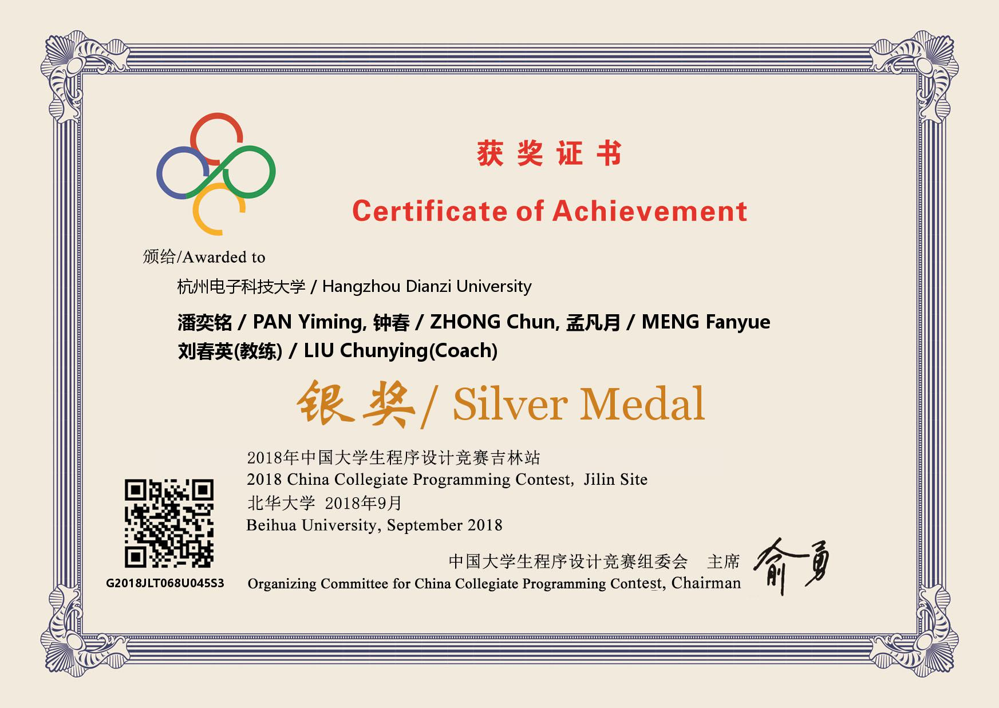 获奖证书
Certificate of Achievement
颁给/Awarded to
杭州电子科技大学 / Hangzhou Dianzi University
潘奕铭 / PAN Yiming, 钟春 / ZHONG Chun, 孟凡月 / MENG Fanyue
刘春英(教练) / LIU Chunying(Coach)
银奖/ Silver Medal
2018年中国大学生程序设计竞赛吉林站
2018 China Collegiate Programming Contest, Jilin Site
北华大学 2018年9月
Beihua University, September 2018
中国大学生程序设计竞赛组委会 主席
Organizing Committee for China Collegiate Programming Contest, Chairman
俞勇
G2018JLT068U045S3